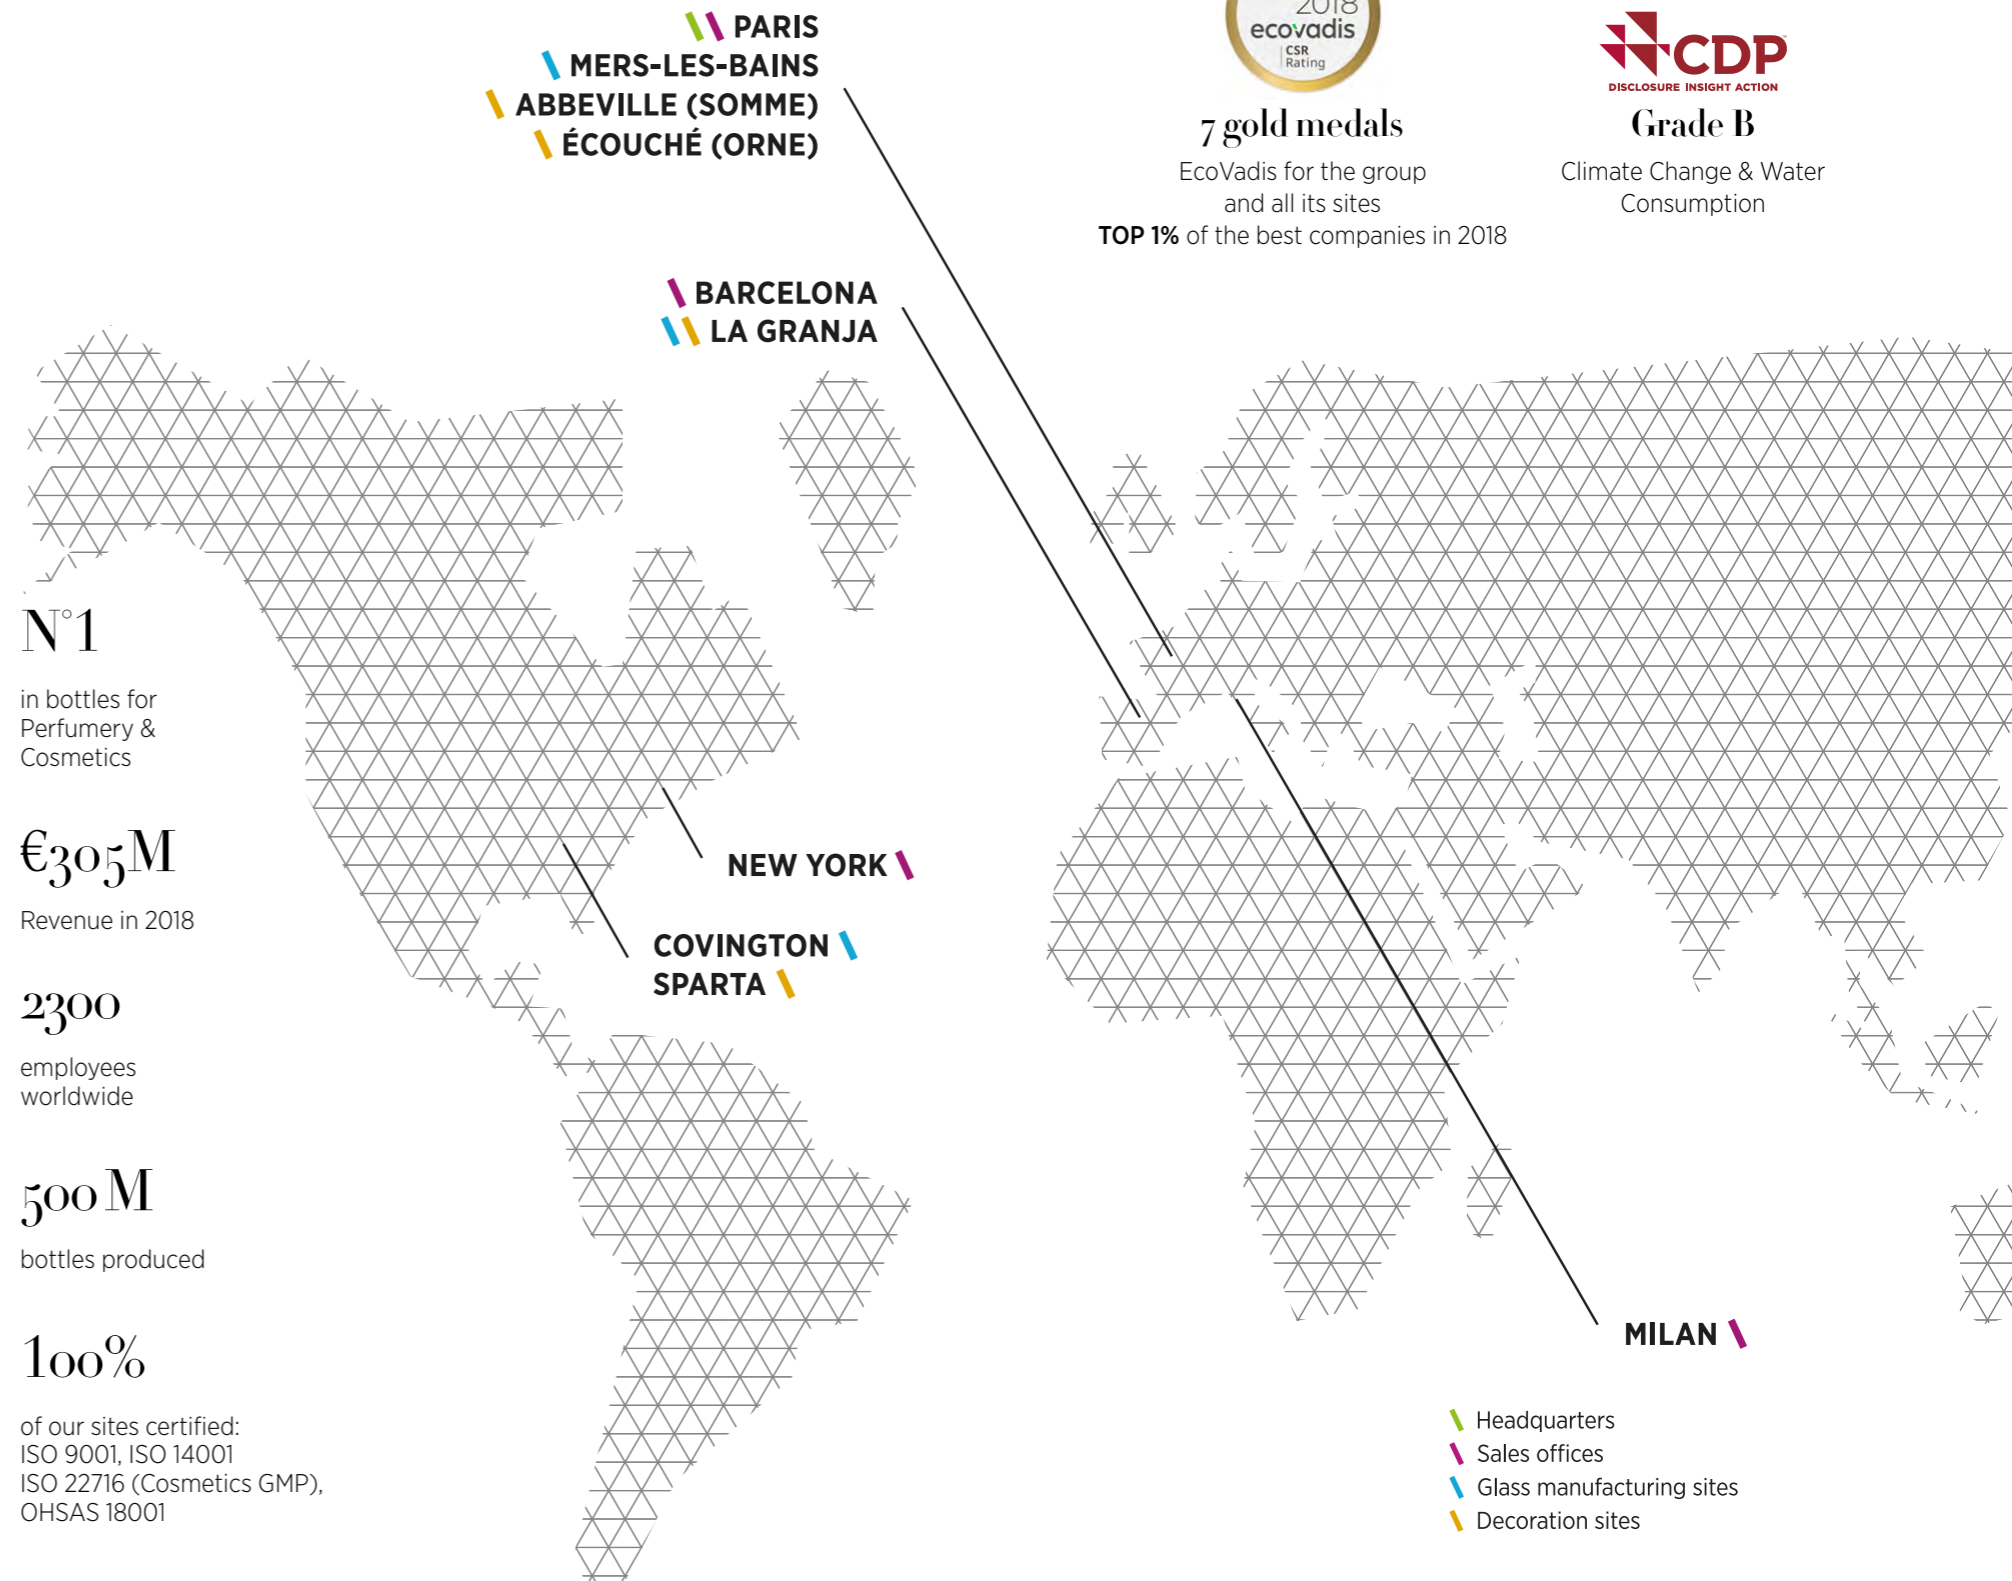 PARIS
MERS-LES-BAINS
ABBEVILLE (SOMME)
ÉCOUCHÉ (ORNE)
2018
ecovadis
CSR
Rating
7 gold medals
EcoVadis for the group
and all its sites
TOP 1% of the best companies in 2018
CDP
DISCLOSURE INSIGHT ACTION
Grade B
Climate Change & Water
Consumption
BARCELONA
LA GRANJA
N°1
in bottles for
Perfumery &
Cosmetics
€305M
Revenue in 2018
2300
employees
worldwide
500 M
bottles produced
100%
of our sites certified:
ISO 9001, ISO 14001
ISO 22716 (Cosmetics GMP),
OHSAS 18001
NEW YORK
COVINGTON
SPARTA
MILAN
Headquarters
Sales offices
Glass manufacturing sites
Decoration sites